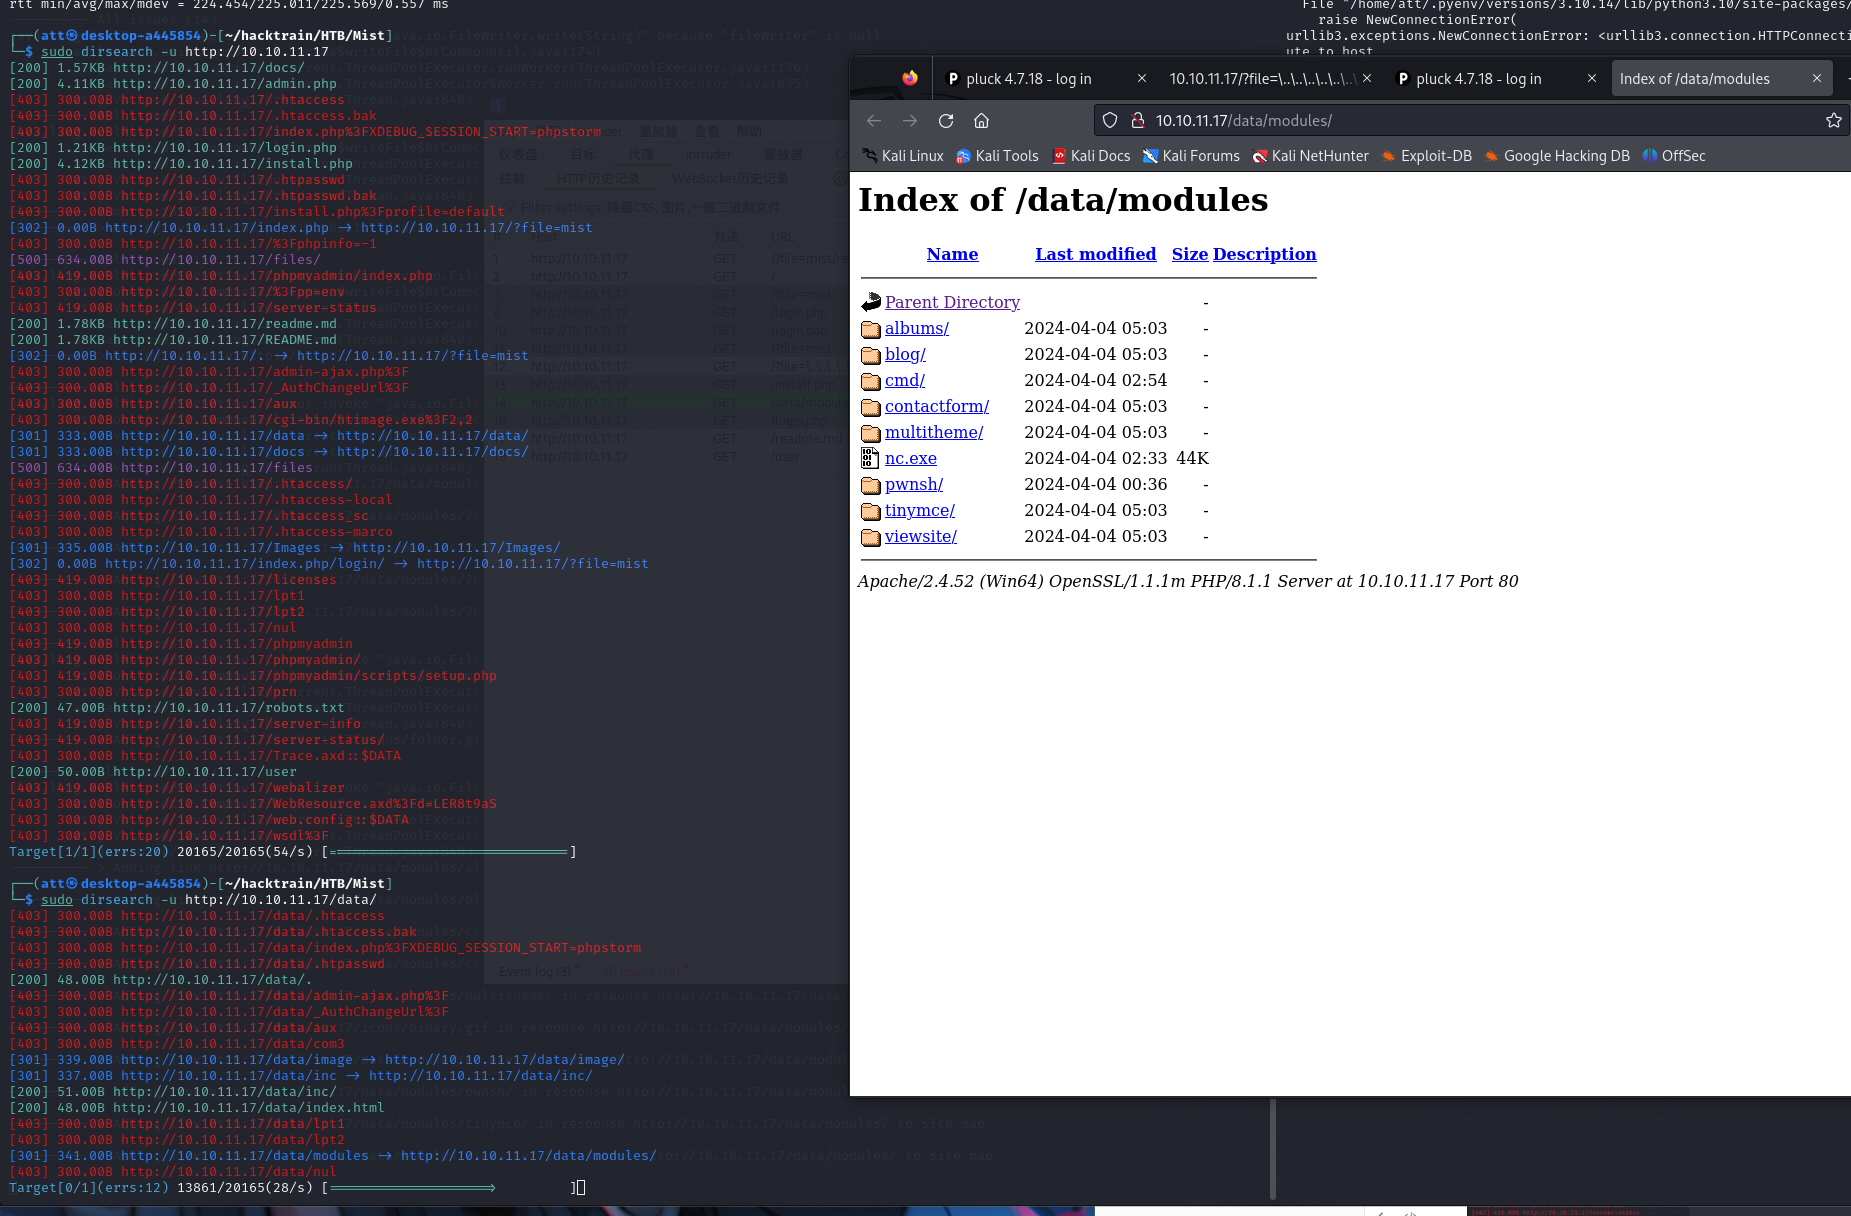 rtt min/avg/max/mdev = 224.454/225.011/225.569/0.557 ms
┌──(att㉿desktop-a445854)-[~/hacktrain/HTB/Mist]
└─$ sudo dirsearch -u http://10.10.11.17
[200] 1.57KB http://10.10.11.17/docs/
[200] 4.11KB http://10.10.11.17/admin.php
[403] 300.00B http://10.10.11.17/.htaccess
[403] 300.00B http://10.10.11.17/.htaccess.bak
[403] 300.00B http://10.10.11.17/index.php%3FXDEBUG_SESSION_START=phpstorm
[200] 1.21KB http://10.10.11.17/login.php
[200] 4.12KB http://10.10.11.17/install.php
[403] 300.00B http://10.10.11.17/.htpasswd
[403] 300.00B http://10.10.11.17/.htpasswd.bak
[403] 300.00B http://10.10.11.17/install.php%3Fprofile=default
[302] 0.00B http://10.10.11.17/index.php -> http://10.10.11.17/?file=mist
[403] 300.00B http://10.10.11.17/%3Fphpinfo=-1
[500] 634.00B http://10.10.11.17/files/
[403] 419.00B http://10.10.11.17/phpmyadmin/index.php
[403] 300.00B http://10.10.11.17/%3Fpp=env
[403] 419.00B http://10.10.11.17/server-status
[200] 1.78KB http://10.10.11.17/readme.md
[200] 1.78KB http://10.10.11.17/README.md
[302] 0.00B http://10.10.11.17/. -> http://10.10.11.17/?file=mist
[403] 300.00B http://10.10.11.17/admin-ajax.php%3F
[403] 300.00B http://10.10.11.17/_AuthChangeUrl%3F
[403] 300.00B http://10.10.11.17/aux
[403] 300.00B http://10.10.11.17/cgi-bin/htimage.exe%3F2,2
[301] 333.00B http://10.10.11.17/data -> http://10.10.11.17/data/
[301] 333.00B http://10.10.11.17/docs -> http://10.10.11.17/docs/
[500] 634.00B http://10.10.11.17/files
[403] 300.00B http://10.10.11.17/.htaccess/
[403] 300.00B http://10.10.11.17/.htaccess-local
[403] 300.00B http://10.10.11.17/.htaccess_sc
[403] 300.00B http://10.10.11.17/.htaccess-marco
[301] 335.00B http://10.10.11.17/Images -> http://10.10.11.17/Images/
[302] 0.00B http://10.10.11.17/index.php/login/ -> http://10.10.11.17/?file=mist
[403] 419.00B http://10.10.11.17/licenses
[403] 300.00B http://10.10.11.17/lpt1
[403] 300.00B http://10.10.11.17/lpt2
[403] 300.00B http://10.10.11.17/nul
[403] 419.00B http://10.10.11.17/phpmyadmin
[403] 419.00B http://10.10.11.17/phpmyadmin/
[403] 419.00B http://10.10.11.17/phpmyadmin/scripts/setup.php
[403] 300.00B http://10.10.11.17/prn
[200] 47.00B http://10.10.11.17/robots.txt
[403] 419.00B http://10.10.11.17/server-info
[403] 419.00B http://10.10.11.17/server-status/
[403] 300.00B http://10.10.11.17/Trace.axd::$DATA
[200] 50.00B http://10.10.11.17/user
[403] 419.00B http://10.10.11.17/webalizer
[403] 300.00B http://10.10.11.17/WebResource.axd%3Fd=LER8t9aS
[403] 300.00B http://10.10.11.17/web.config::$DATA
[403] 300.00B http://10.10.11.17/wsdl%3F
Target[1/1](errs:20) 20165/20165(54/s) [==============================]
┌──(att㉿desktop-a445854)-[~/hacktrain/HTB/Mist]
└─$ sudo dirsearch -u http://10.10.11.17/data/
[403] 300.00B http://10.10.11.17/data/.htaccess
[403] 300.00B http://10.10.11.17/data/.htaccess.bak
[403] 300.00B http://10.10.11.17/data/index.php%3FXDEBUG_SESSION_START=phpstorm
[403] 300.00B http://10.10.11.17/data/.htpasswd
[200] 48.00B http://10.10.11.17/data/.
[403] 300.00B http://10.10.11.17/data/admin-ajax.php%3F
[403] 300.00B http://10.10.11.17/data/_AuthChangeUrl%3F
[403] 300.00B http://10.10.11.17/data/aux
[403] 300.00B http://10.10.11.17/data/com3
[301] 339.00B http://10.10.11.17/data/image -> http://10.10.11.17/data/image/
[301] 337.00B http://10.10.11.17/data/inc -> http://10.10.11.17/data/inc/
[200] 51.00B http://10.10.11.17/data/inc/
[200] 48.00B http://10.10.11.17/data/index.html
[403] 300.00B http://10.10.11.17/data/lpt1
[403] 300.00B http://10.10.11.17/data/lpt2
[301] 341.00B http://10.10.11.17/data/modules -> http://10.10.11.17/data/modules/
[403] 300.00B http://10.10.11.17/data/nul
Target[0/1](errs:12) 13861/20165(28/s) [====================> ]
File "/home/att/.pyenv/versions/3.10.14/lib/python3.10/site-packages/
raise NewConnectionError(
urllib3.exceptions.NewConnectionError: <urllib3.connection.HTTPConnecti
ute to host
pluck 4.7.18 - log in
10.10.11.17/?file=\..\..\..\..\..\
pluck 4.7.18 - log in
Index of /data/modules
10.10.11.17/data/modules/
Kali Linux Kali Tools Kali Docs Kali Forums Kali NetHunter Exploit-DB Google Hacking DB OffSec
Index of /data/modules
Name Last modified Size Description
Parent Directory -
albums/ 2024-04-04 05:03 -
blog/ 2024-04-04 05:03 -
cmd/ 2024-04-04 02:54 -
contactform/ 2024-04-04 05:03 -
multitheme/ 2024-04-04 05:03 -
nc.exe 2024-04-04 02:33 44K
pwnsh/ 2024-04-04 00:36 -
tinymce/ 2024-04-04 05:03 -
viewsite/ 2024-04-04 05:03 -
Apache/2.4.52 (Win64) OpenSSL/1.1.1m PHP/8.1.1 Server at 10.10.11.17 Port 80